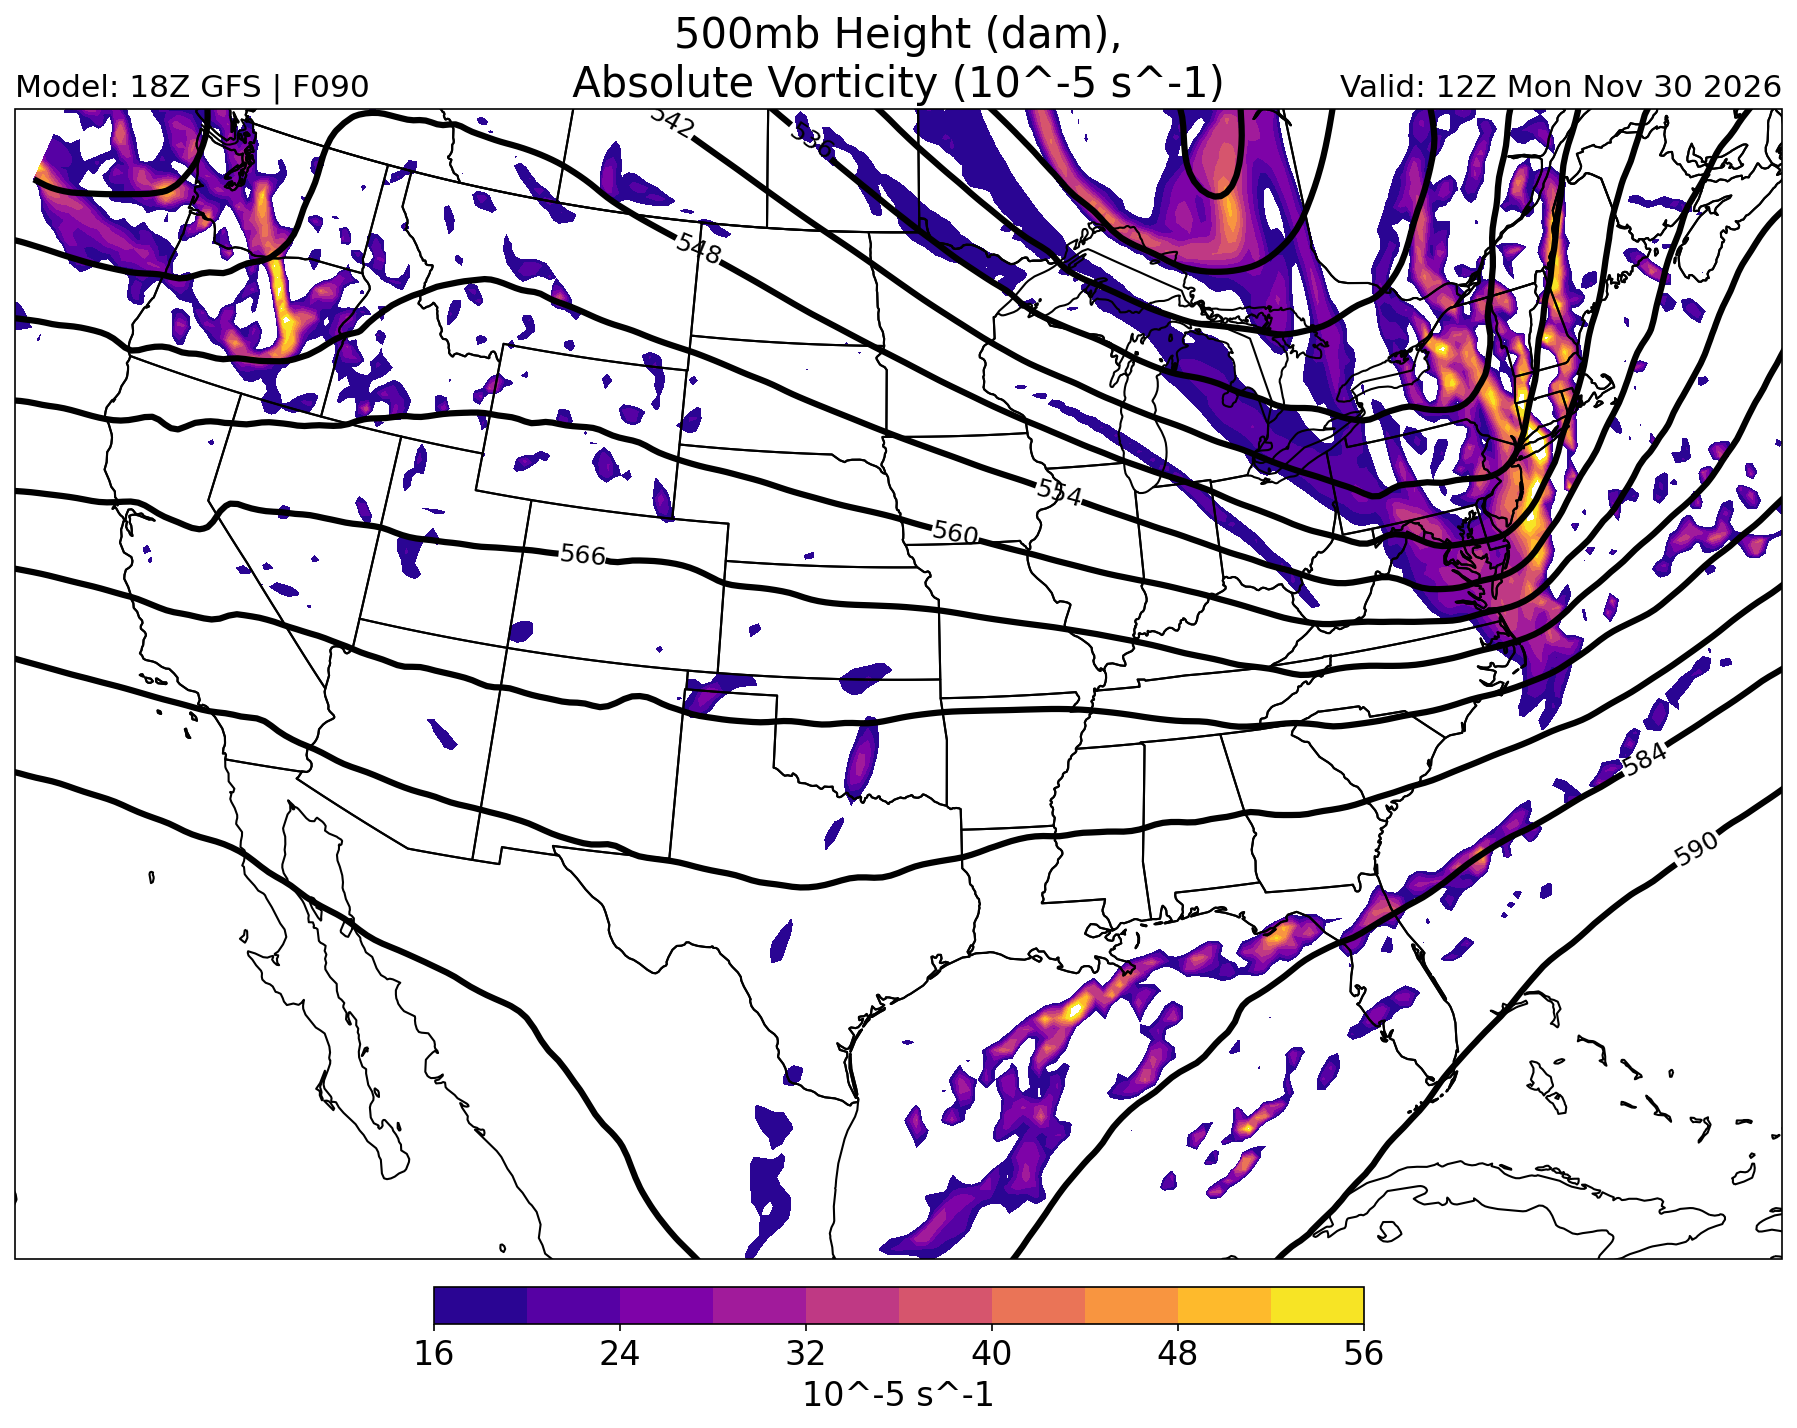 500mb Height (dam),
Model: 18Z GFS | F090
Absolute Vorticity (10^-5 s^-1)
Valid: 12Z Mon Nov 30 2026
542
536
548
554
560
566
584
590
16 24 32 40 48 56
10^-5 s^-1